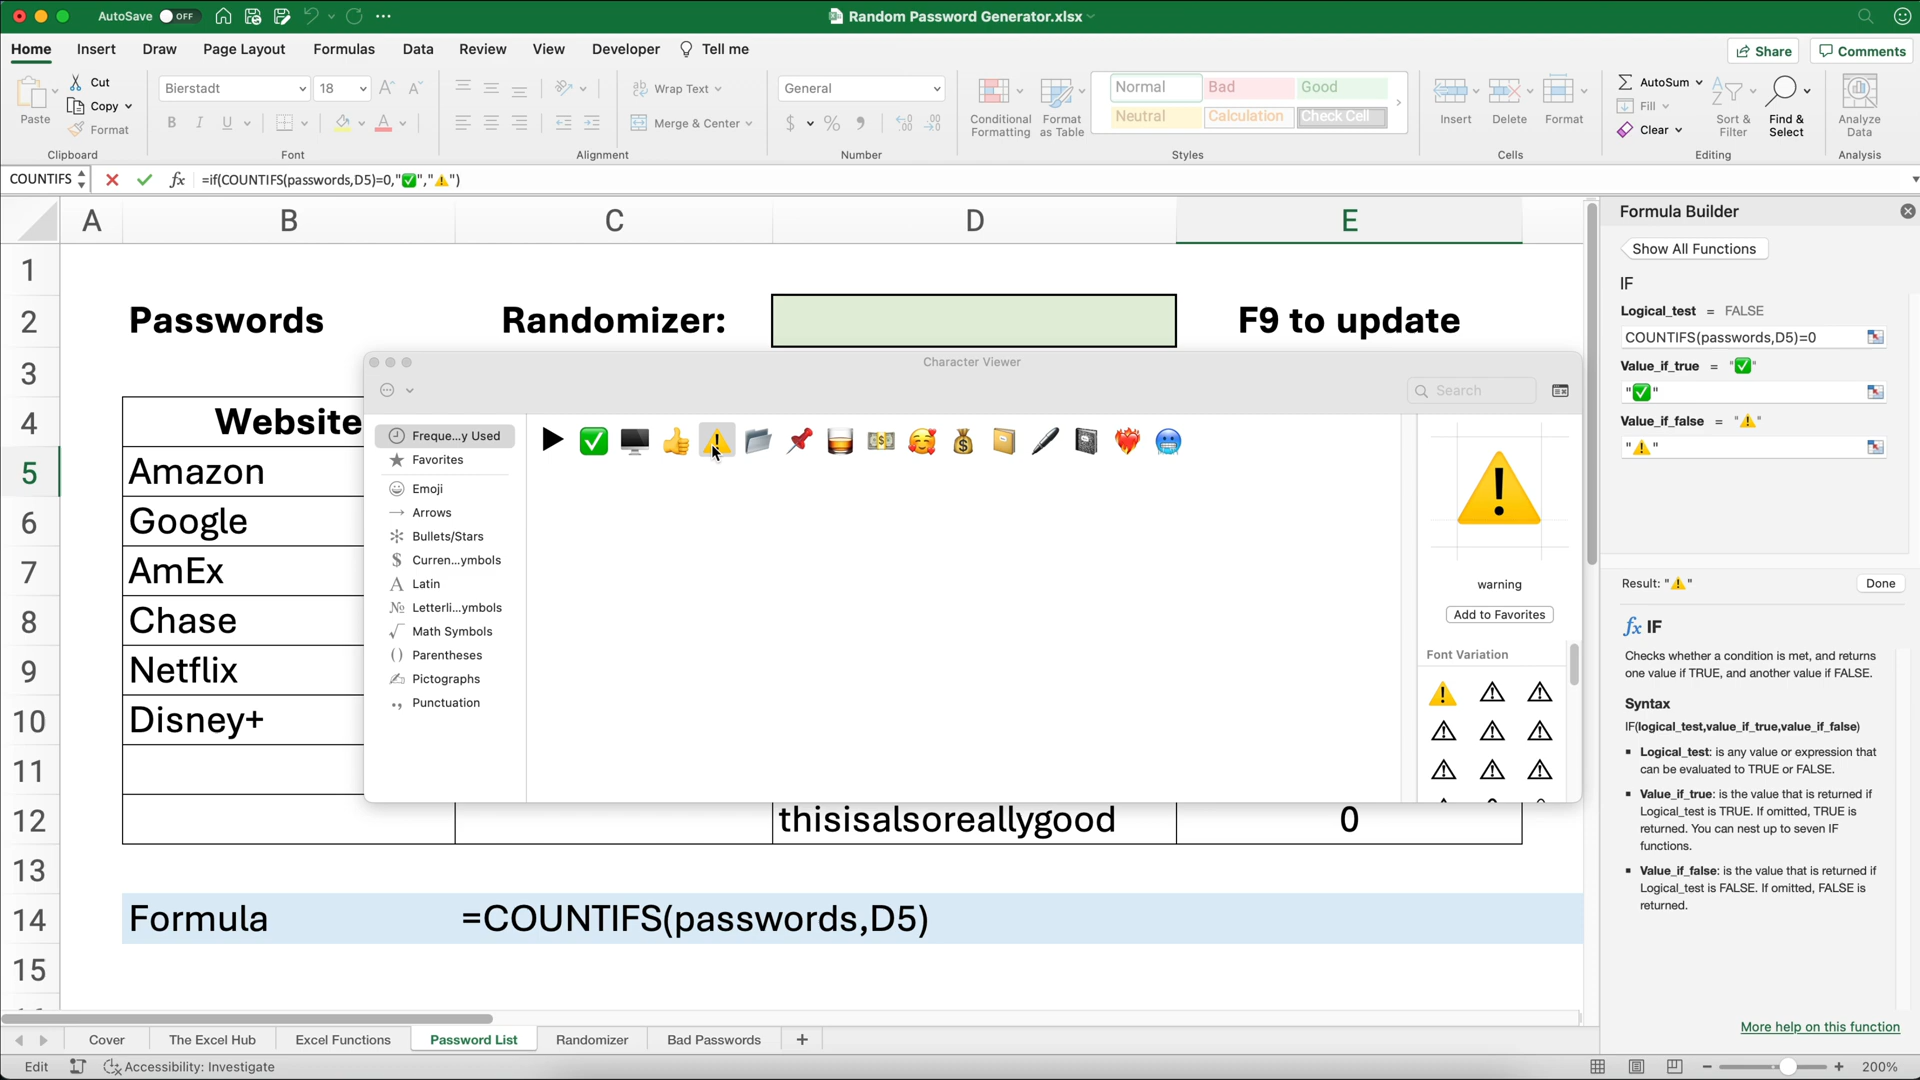 AutoSave OFF
Random Password Generator.xlsx
Home Insert Draw Page Layout Formulas Data Review View Developer Tell me
Share
Comments
Paste
Cut
Copy
Format
Clipboard
Bierstadt
18
B I U
Font
Wrap Text
Merge & Center
Alignment
General
$ % 9
Number
Conditional Formatting
Format as Table
Normal Bad Good
Neutral Calculation Check Cell
Styles
Insert
Delete
Format
Cells
AutoSum
Fill
Clear
Sort & Filter
Find & Select
Editing
Analyze Data
Analysis
COUNTIFS
fx
=if(COUNTIFS(passwords,D5)=0,"✅","⚠️")
A B C D E
1
2 Passwords Randomizer: F9 to update
3
4 Website
5 Amazon
6 Google
7 AmEx
8 Chase
9 Netflix
10 Disney+
11
12 thisisalsoreallygood 0
13
14 Formula =COUNTIFS(passwords,D5)
15
Character Viewer
Search
Freque...y Used
Favorites
Emoji
Arrows
Bullets/Stars
Curren...ymbols
Latin
Letterli...ymbols
Math Symbols
Parentheses
Pictographs
Punctuation
warning
Add to Favorites
Font Variation
Formula Builder
Show All Functions
IF
Logical_test = FALSE
COUNTIFS(passwords,D5)=0
Value_if_true = "✅"
"✅"
Value_if_false = "⚠️"
"⚠️"
Result: "⚠️"
Done
fx IF
Checks whether a condition is met, and returns
one value if TRUE, and another value if FALSE.
Syntax
IF(logical_test,value_if_true,value_if_false)
▪ Logical_test: is any value or expression that
can be evaluated to TRUE or FALSE.
▪ Value_if_true: is the value that is returned if
Logical_test is TRUE. If omitted, TRUE is
returned. You can nest up to seven IF
functions.
▪ Value_if_false: is the value that is returned if
Logical_test is FALSE. If omitted, FALSE is
returned.
More help on this function
Cover The Excel Hub Excel Functions Password List Randomizer Bad Passwords +
Edit
Accessibility: Investigate
200%